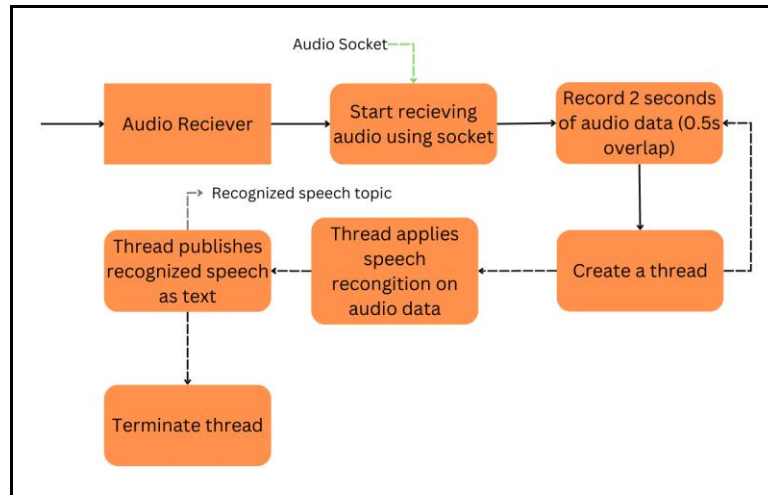 Audio Socket
Audio Reciever
Start recieving
audio using socket
Record 2 seconds
of audio data (0.5s
overlap)
Create a thread
Thread applies
speech
recongition on
audio data
Recognized speech topic
Thread publishes
recognized speech
as text
Terminate thread